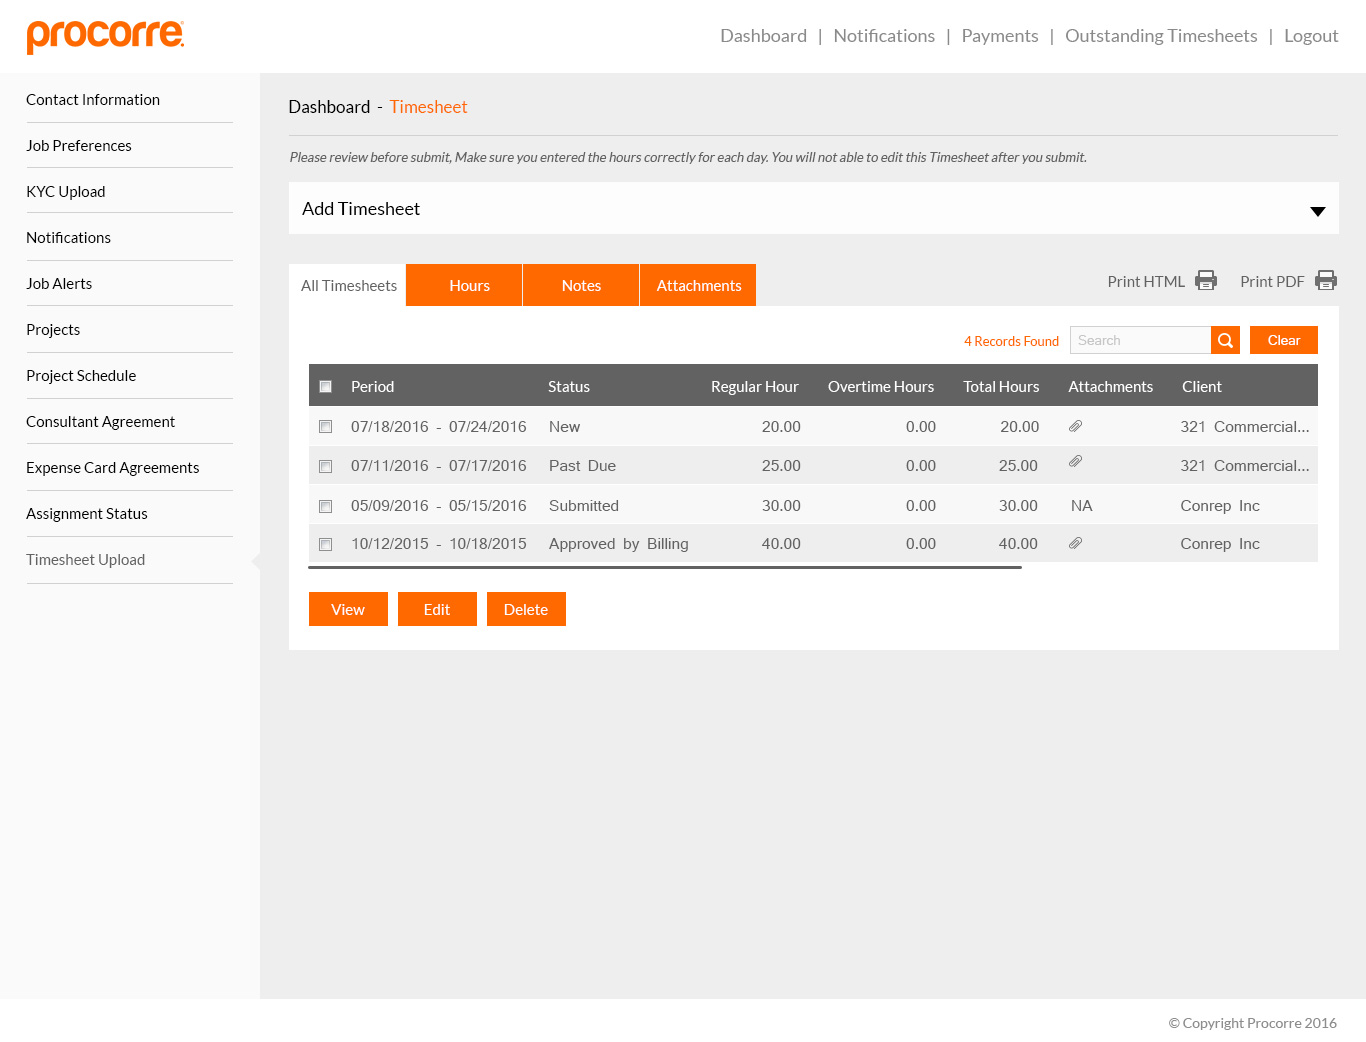 procorre
Dashboard | Notifications | Payments | Outstanding Timesheets | Logout
Contact Information
Job Preferences
KYC Upload
Notifications
Job Alerts
Projects
Project Schedule
Consultant Agreement
Expense Card Agreements
Assignment Status
Timesheet Upload
Dashboard - Timesheet
Please review before submit, Make sure you entered the hours correctly for each day. You will not able to edit this Timesheet after you submit.
Add Timesheet
All Timesheets Hours Notes Attachments Print HTML Print PDF
4 Records Found Search Clear
Period Status Regular Hour Overtime Hours Total Hours Attachments Client
07/18/2016 - 07/24/2016 New 20.00 0.00 20.00 321 Commercial...
07/11/2016 - 07/17/2016 Past Due 25.00 0.00 25.00 321 Commercial...
05/09/2016 - 05/15/2016 Submitted 30.00 0.00 30.00 NA Conrep Inc
10/12/2015 - 10/18/2015 Approved by Billing 40.00 0.00 40.00 Conrep Inc
View Edit Delete
© Copyright Procorre 2016